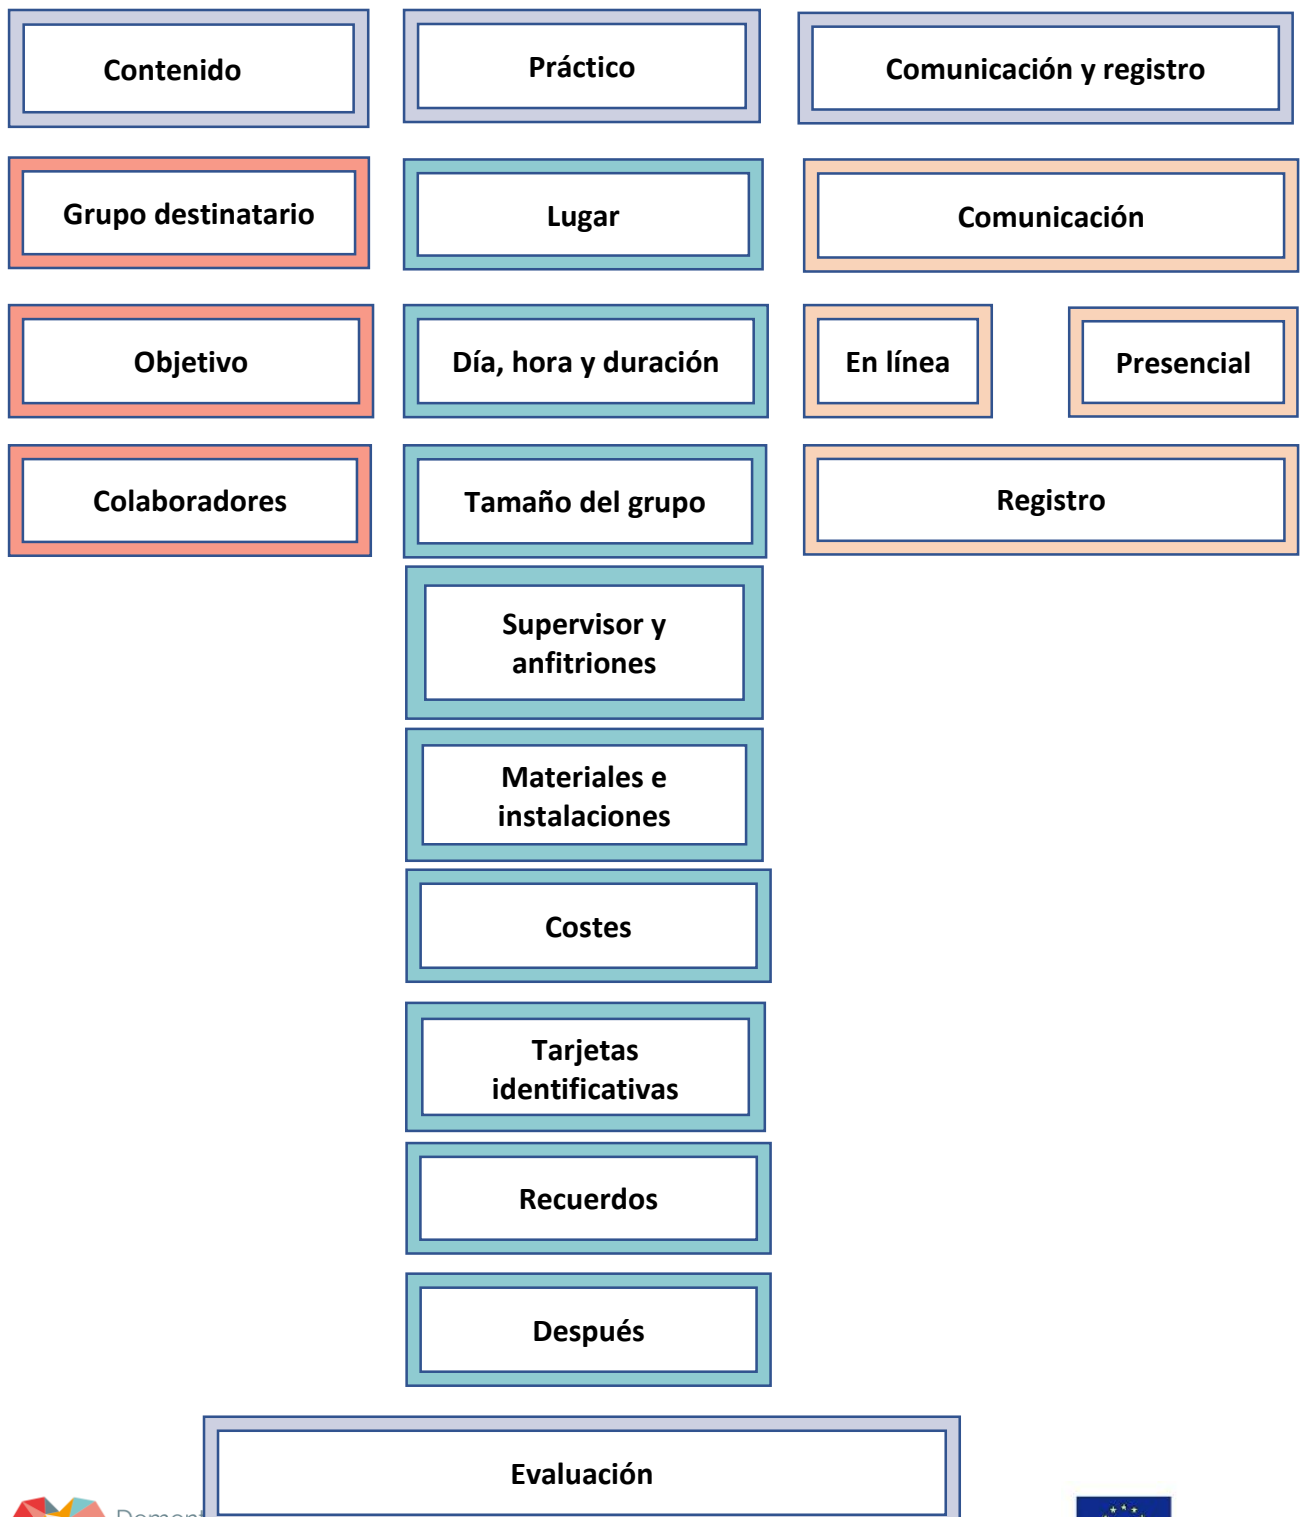 Contenido
Práctico
Comunicación y registro
Grupo destinatario
Lugar
Comunicación
Objetivo
Día, hora y duración
En línea
Presencial
Colaboradores
Tamaño del grupo
Registro
Supervisor y
anfitriones
Materiales e
instalaciones
Costes
Tarjetas
identificativas
Recuerdos
Después
Evaluación